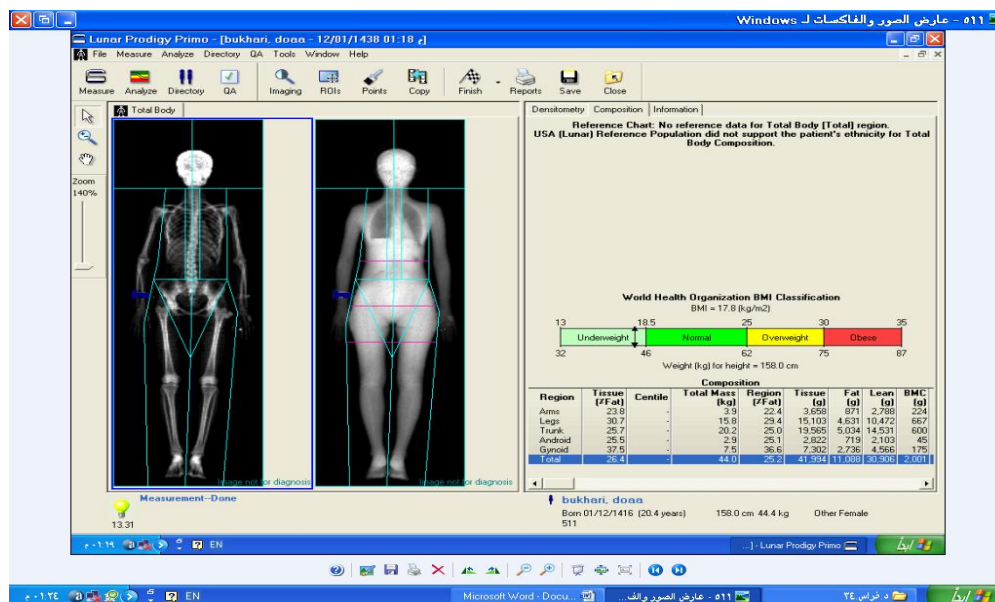 ٥١١ - عارض الصور والفاكسات لـ Windows
Lunar Prodigy Primo - [bukhari, doaa - 12/01/1438 01:18 م]
File Measure Analyze Directory QA Tools Window Help
Measure Analyze Directory QA Imaging ROIs Points Copy Finish Reports Save Close
Total Body
Densitometry Composition Information
Zoom
140%
Reference Chart: No reference data for Total Body [Total] region.
USA (Lunar) Reference Population did not support the patient's ethnicity for Total
Body Composition.
World Health Organization BMI Classification
BMI = 17.8 (kg/m2)
13 18.5 25 30 35
Underweight Normal Overweight Obese
32 46 62 75 87
Weight (kg) for height = 158.0 cm
Composition
Region Tissue (%Fat) Centile Total Mass (kg) Region (%Fat) Tissue (g) Fat (g) Lean (g) BMC (g)
Arms 23.8 - 3.9 22.4 3,658 871 2,788 224
Legs 30.7 - 15.8 29.4 15,103 4,631 10,472 667
Trunk 25.7 - 20.2 25.0 19,565 5,034 14,531 600
Android 25.5 - 2.9 25.1 2,822 719 2,103 45
Gynoid 37.5 - 7.5 36.6 7,302 2,736 4,566 175
Total 26.4 - 44.0 25.2 41,994 11,088 30,906 2,001
Image not for diagnosis
Image not for diagnosis
Measurement--Done
13.31
bukhari, doaa
Born 01/12/1416 (20.4 years) 158.0 cm 44.4 kg Other Female
511
٠١:١٩ م EN ...] - Lunar Prodigy Primo ابدأ
٠١:٢٤ م EN Microsoft Word - Docu... ٥١١ - عارض الصور والف... د. فراس ٣٤ ابدأ